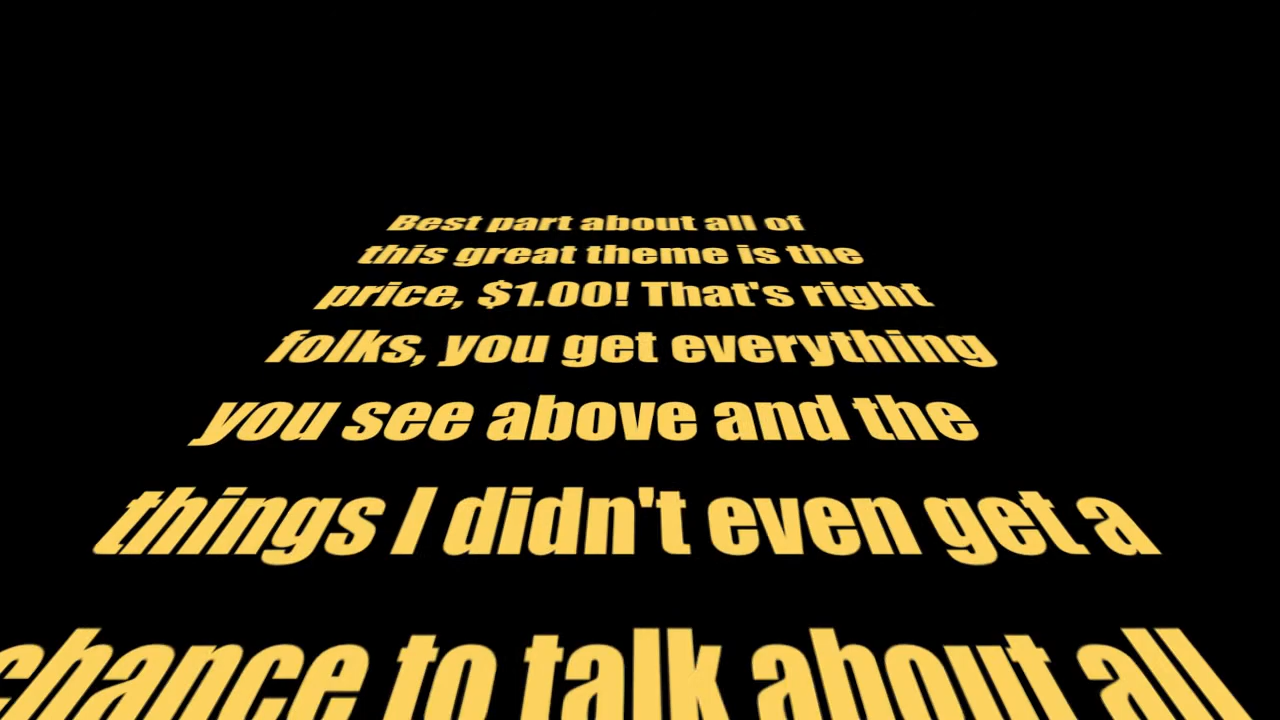 Best part about all of
this great theme is the
price, $1.00! That's right
folks, you get everything
you see above and the
things I didn't even get a
chance to talk about all